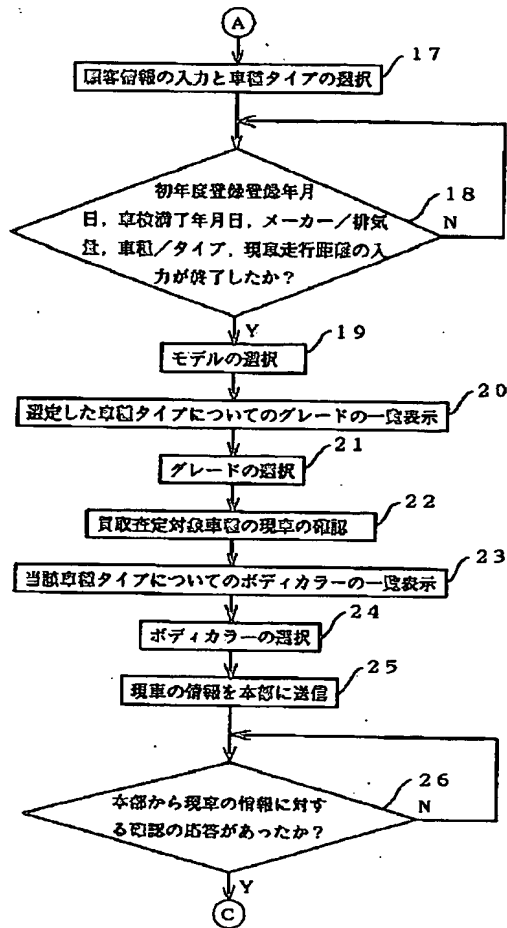 A
17
顧客情報の入力と車種タイプの選択
初年度登録登録年月
18
日，車検満了年月日，メーカー／排気
N
量，車種／タイプ，現取走行距離の入
力が終了したか？
Y
19
モデルの選択
20
選定した車種タイプについてのグレードの一覧表示
21
グレードの選択
22
買取査定対象車種の現車の確認
23
当該車種タイプについてのボディカラーの一覧表示
24
ボディカラーの選択
25
現車の情報を本部に送信
26
本部から現車の情報に対す
N
る確認の応答があったか？
Y
C